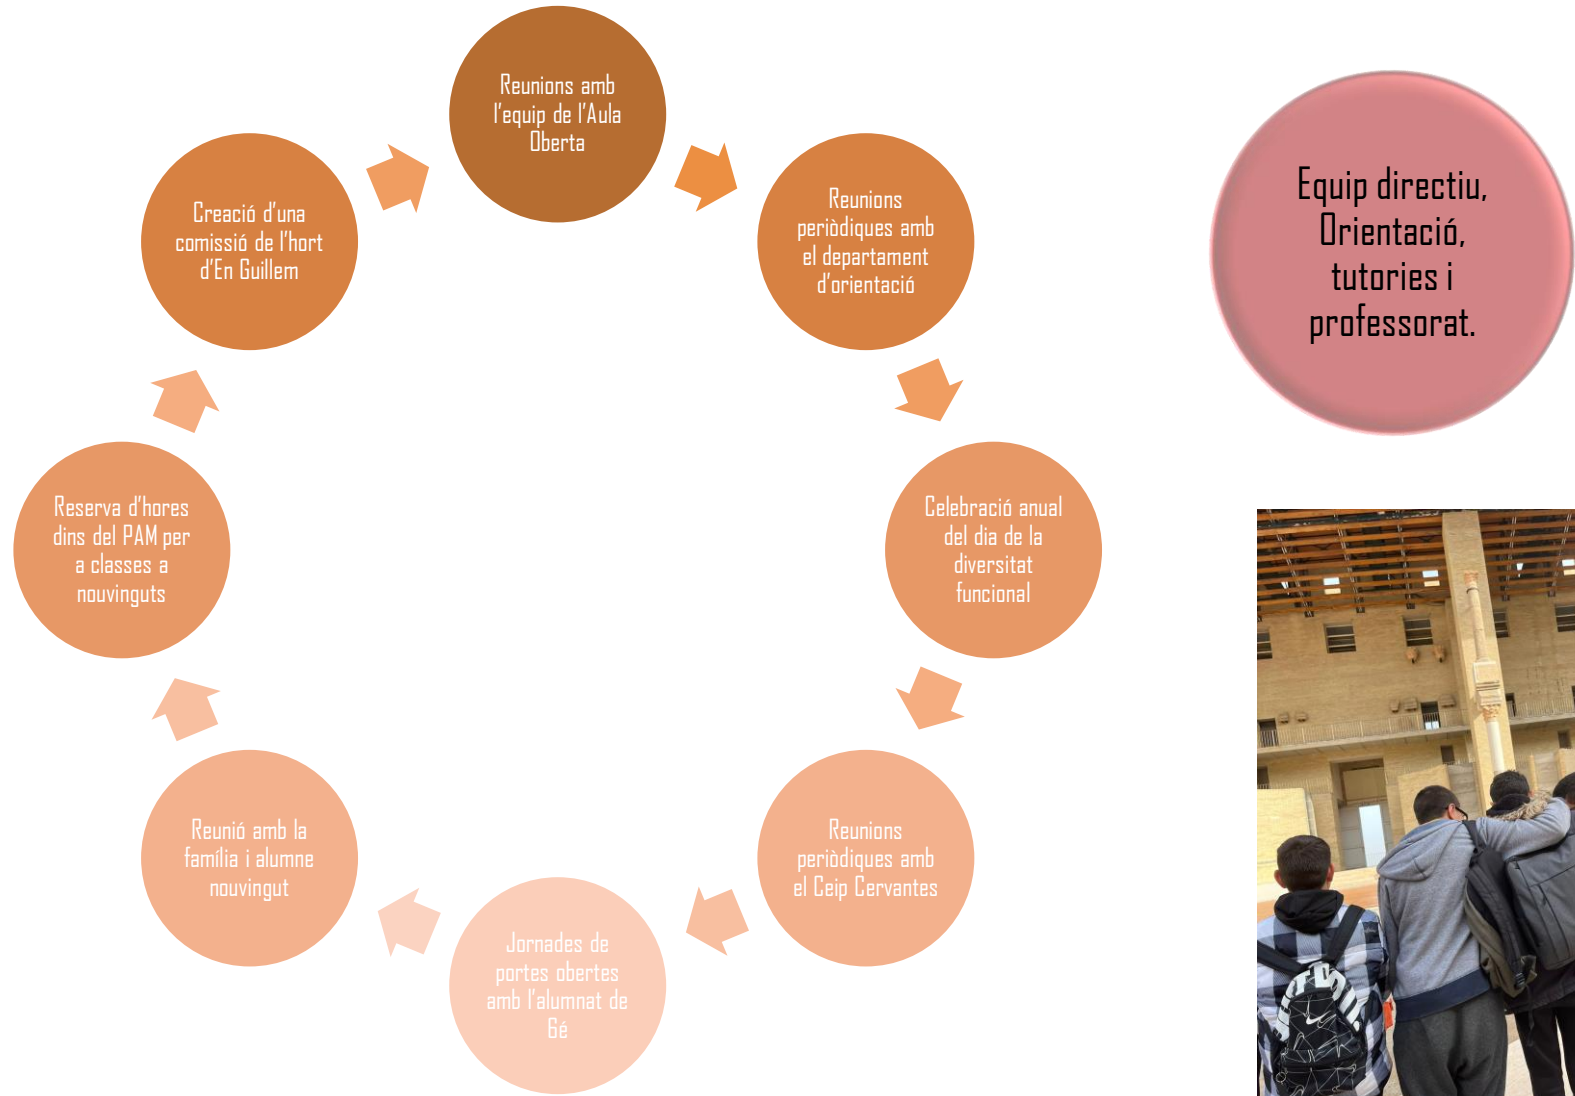 Reunions amb
l'equip de l'Aula
Oberta
Reunions
periòdiques amb
el departament
d'orientació
Celebració anual
del dia de la
diversitat
funcional
Reunions
periòdiques amb
el Ceip Cervantes
Jornades de
portes obertes
amb l'alumnat de
6é
Reunió amb la
família i alumne
nouvingut
Reserva d'hores
dins del PAM per
a classes a
nouvinguts
Creació d'una
comissió de l'hort
d'En Guillem
Equip directiu,
Orientació,
tutories i
professorat.